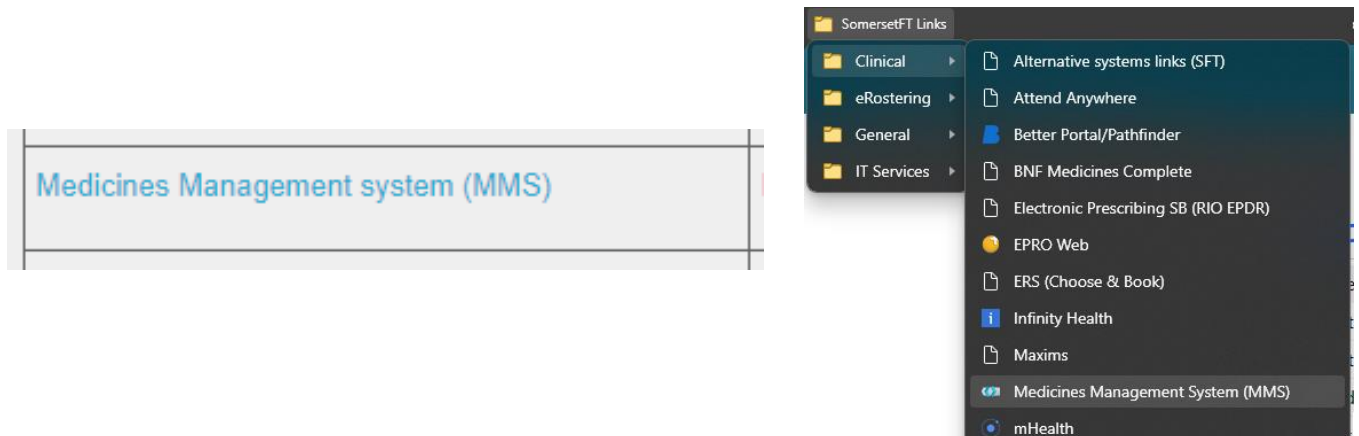 Medicines Management system (MMS)
SomersetFT Links
Clinical
eRostering
General
IT Services
Alternative systems links (SFT)
Attend Anywhere
Better Portal/Pathfinder
BNF Medicines Complete
Electronic Prescribing SB (RIO EPDR)
EPRO Web
ERS (Choose & Book)
Infinity Health
Maxims
Medicines Management System (MMS)
mHealth